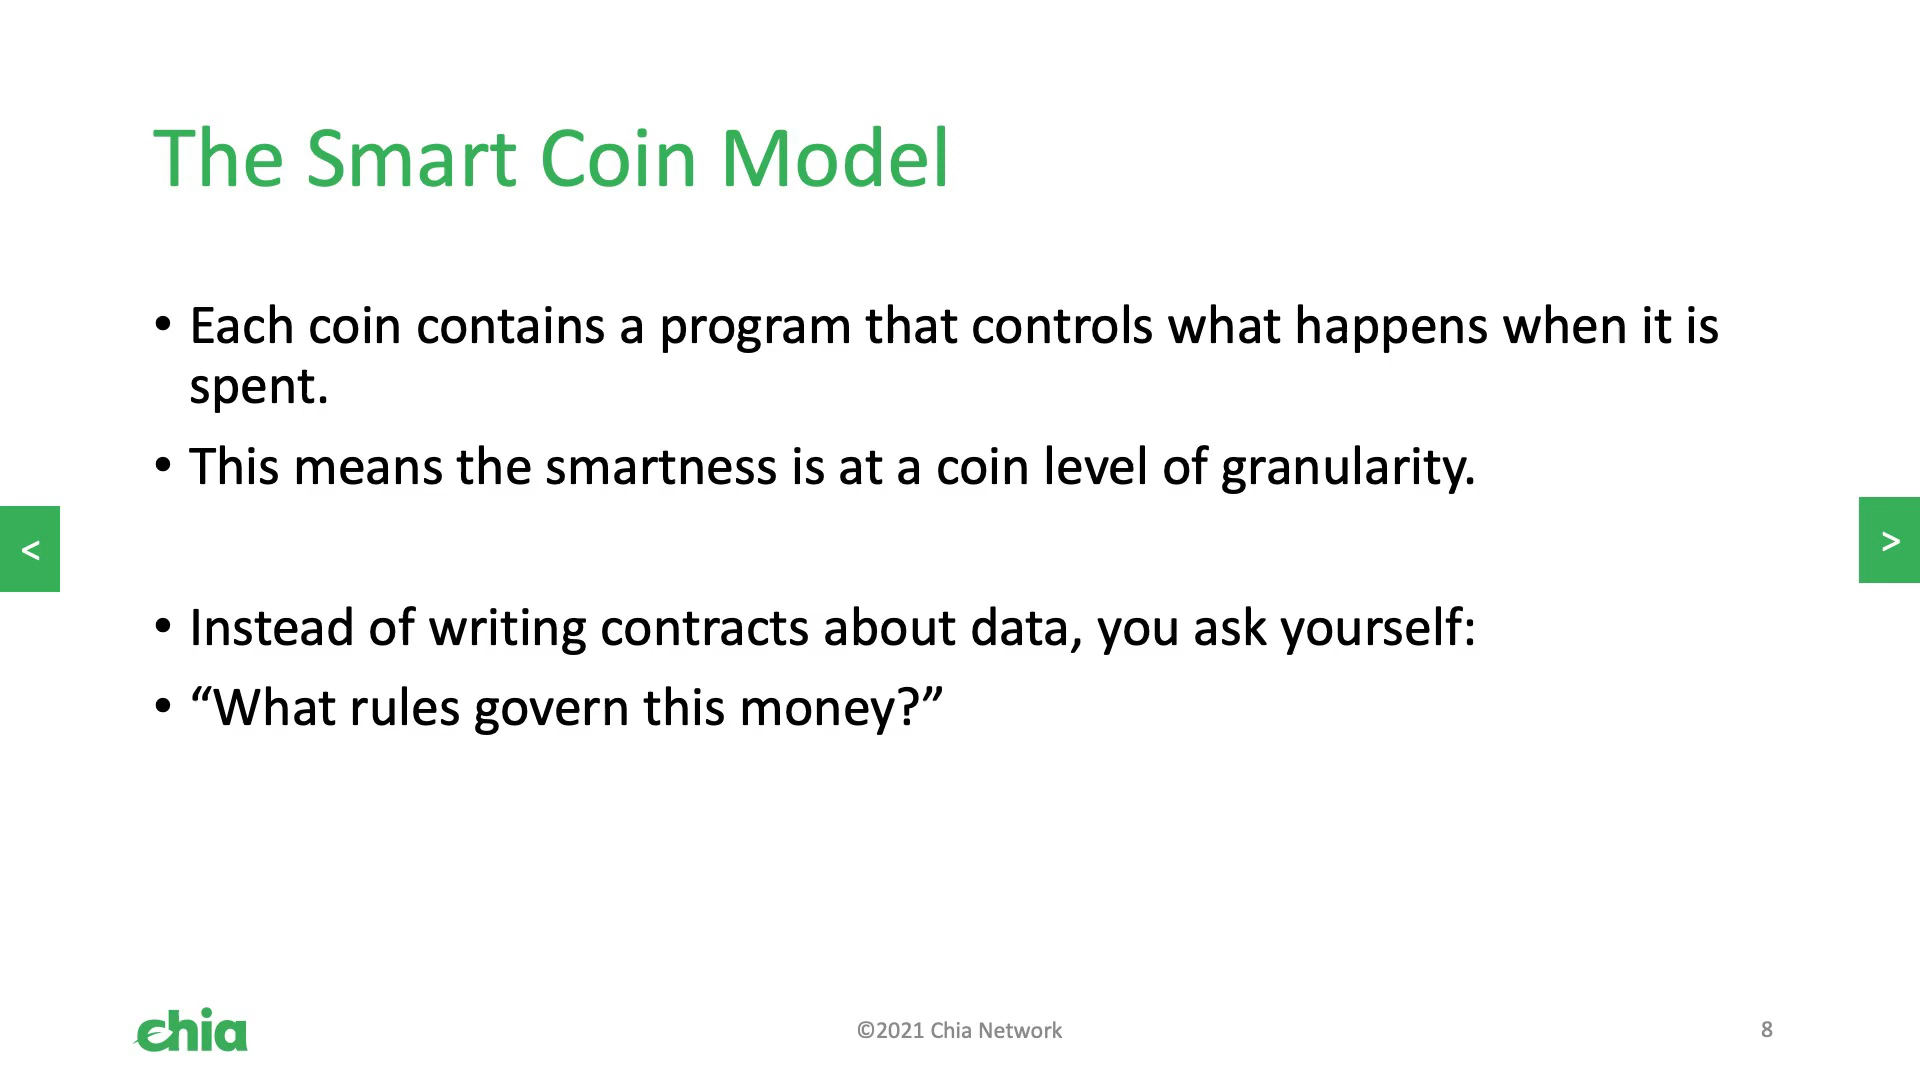 The Smart Coin Model
• Each coin contains a program that controls what happens when it is
spent.
• This means the smartness is at a coin level of granularity.
<
>
• Instead of writing contracts about data, you ask yourself:
• “What rules govern this money?”
chia
©2021 Chia Network
8